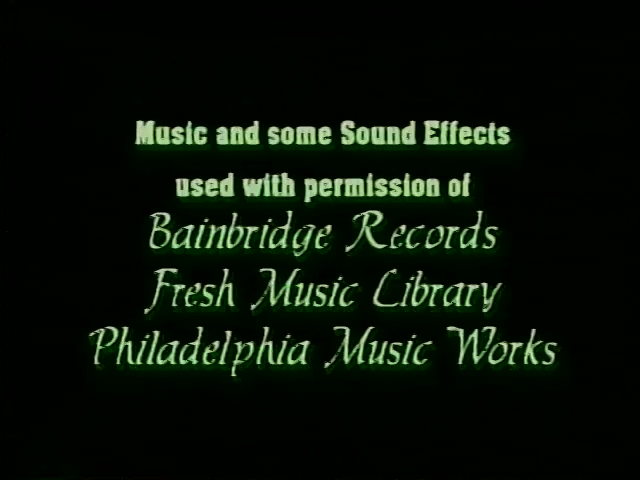 Music and some Sound Effects
used with permission of
Bainbridge Records
Fresh Music Library
Philadelphia Music Works